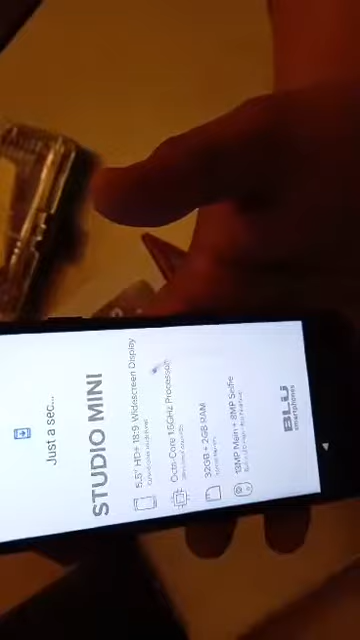 Just a sec...
STUDIO MINI
5.5" HD+ 18:9 Widescreen Display
Octa-Core 1.6GHz Processor
32GB + 2GB RAM
13MP Main + 8MP Selfie
BLU
smartphones